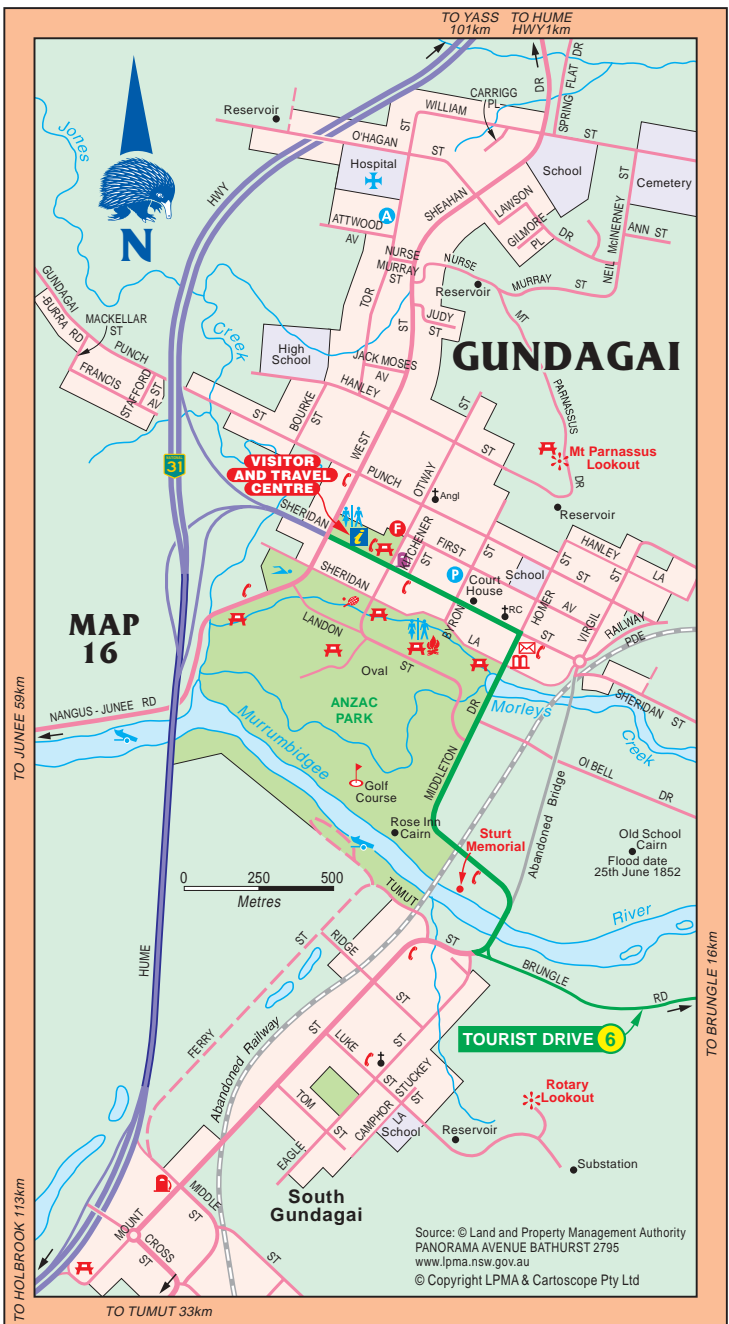 TO YASS
101km
TO HUME
HWY1km
Jones
Creek
N
Reservoir
O'HAGAN
ST
WILLIAM
ST
CARRIGG
PL
DR
SPRING FLAT DR
Hospital
ST
A
ATTWOOD
AV
SHEAHAN
School
Cemetery
LAWSON
DR
GILMORE
PL
NEIL McINERNEY ST
ANN ST
HWY
NURSE
MURRAY
ST
NURSE
MURRAY
ST
Reservoir
TOR
ST
JUDY
ST
GUNDAGAI
-BURRA RD
MACKELLAR
ST
PUNCH
ST
FRANCIS
AV
STAFFORD
High
School
JACK MOSES
AV
HANLEY
ST
GUNDAGAI
MT
PARNASSUS
DR
Mt Parnassus
Lookout
Reservoir
BOURKE
ST
ST
WEST
PUNCH
OTWAY
ST
Angl
NATIONAL
31
VISITOR
AND TRAVEL
CENTRE
SHERIDAN
i
F
KITCHENER
ST
FIRST
AV
ST
HANLEY
ST
LA
P
Court
House
School
HOMER
ST
VIRGIL
ST
RAILWAY
PDE
SHERIDAN
LA
BYRON
RC
ST
MAP
16
LANDON
ST
Oval
ANZAC
PARK
SHERIDAN ST
Morleys
Creek
NANGUS - JUNEE RD
TO JUNEE 59km
Murrumbidgee
River
MIDDLETON
DR
OI BELL
DR
Golf
Course
Rose Inn
Cairn
Sturt
Memorial
Abandoned Bridge
Old School
Cairn
Flood date
25th June 1852
0
250
500
Metres
TUMUT
ST
HUME
BRUNGLE
RD
TO BRUNGLE 16km
TOURIST DRIVE 6
FERRY
ST
RIDGE
ST
Abandoned Railway
ST
LUKE
ST
TOM
ST
EAGLE
ST
CAMPHOR
STUCKEY
ST
LA
School
Reservoir
Rotary
Lookout
Substation
South
Gundagai
MIDDLE
ST
MOUNT
ST
CROSS
ST
TO HOLBROOK 113km
TO TUMUT 33km
Source: © Land and Property Management Authority
PANORAMA AVENUE BATHURST 2795
www.lpma.nsw.gov.au
© Copyright LPMA & Cartoscope Pty Ltd